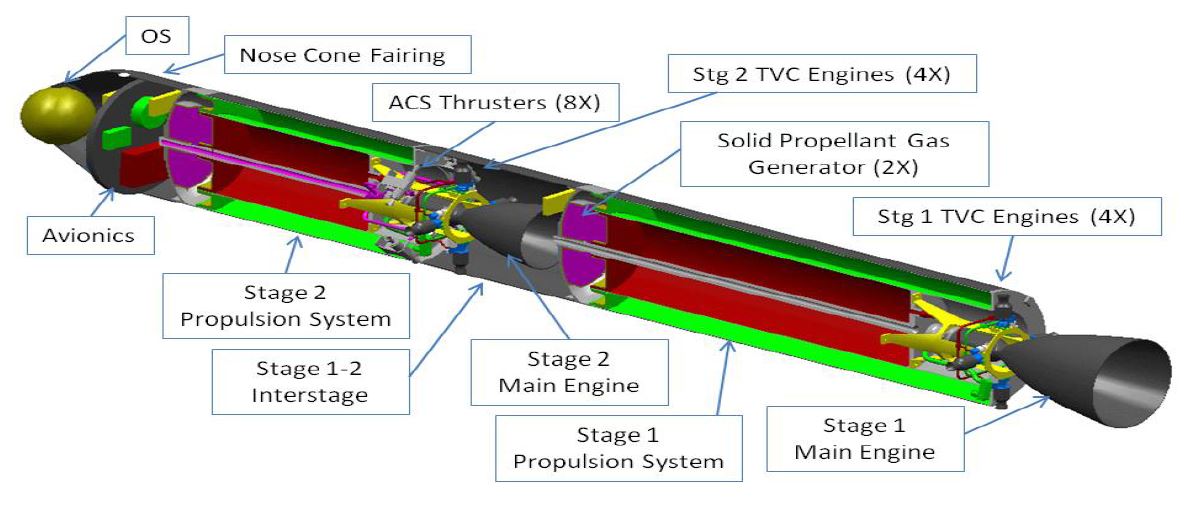 OS
Nose Cone Fairing
Stg 2 TVC Engines (4X)
ACS Thrusters (8X)
Solid Propellant Gas
Generator (2X)
Stg 1 TVC Engines (4X)
Avionics
Stage 2
Propulsion System
Stage 1-2
Interstage
Stage 2
Main Engine
Stage 1
Propulsion System
Stage 1
Main Engine